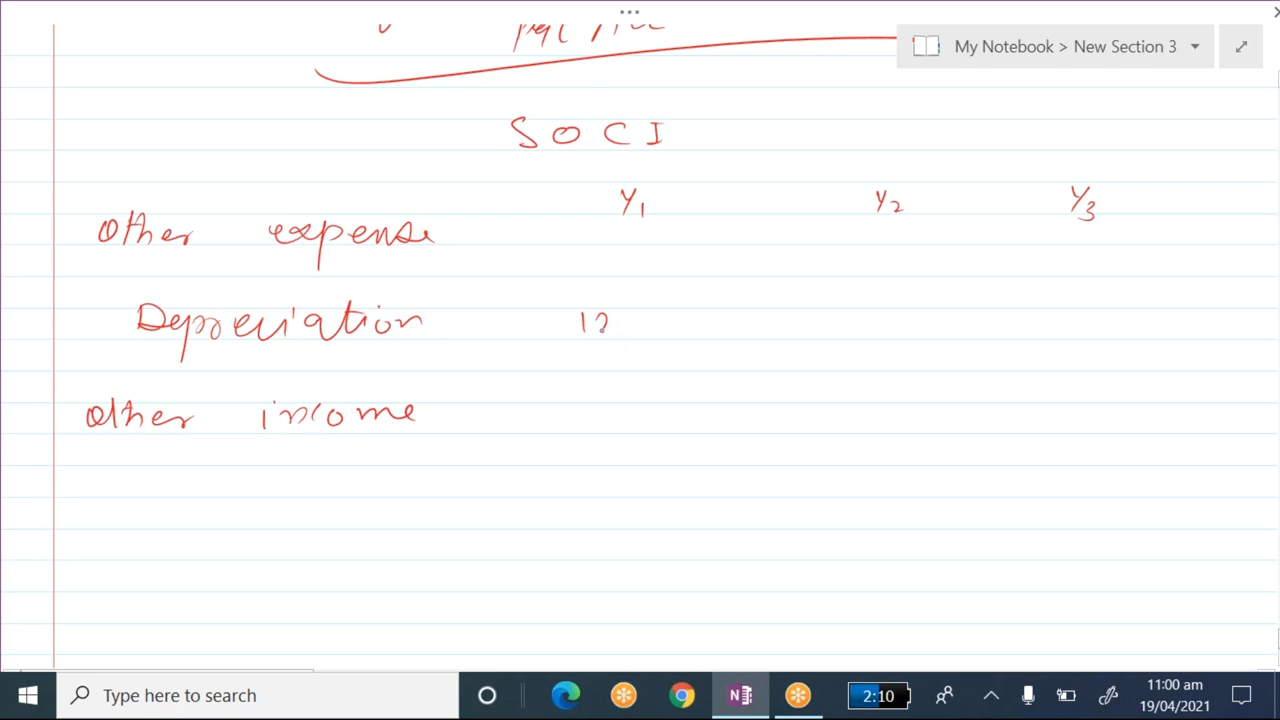 My Notebook > New Section 3
SOCI
Y1 Y2 Y3
Other expense
Depreciation
Other income
Type here to search
2:10
11:00 am
19/04/2021